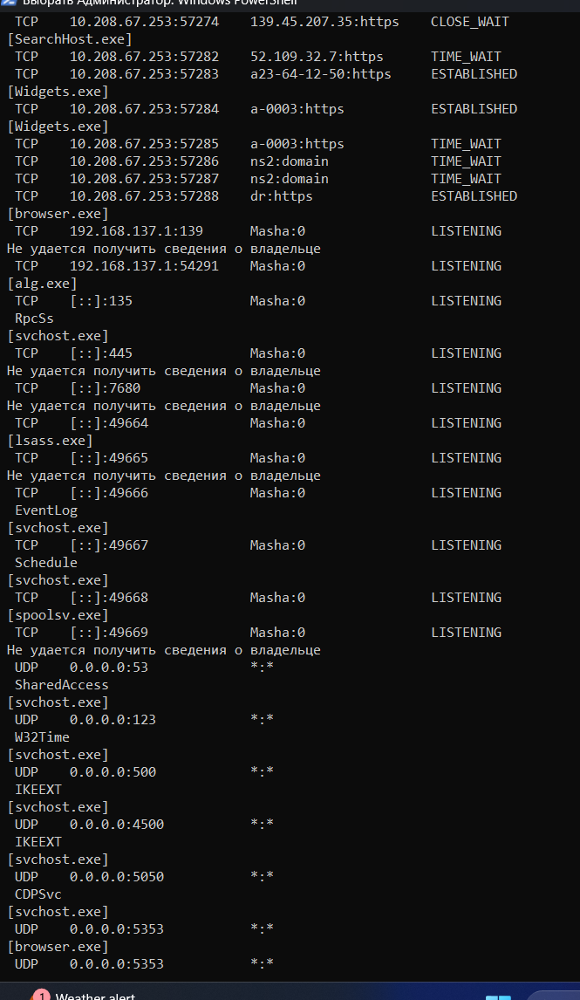 Выбрать Администратор: Windows PowerShell
TCP 10.208.67.253:57274 139.45.207.35:https CLOSE_WAIT
[SearchHost.exe]
TCP 10.208.67.253:57282 52.109.32.7:https TIME_WAIT
TCP 10.208.67.253:57283 a23-64-12-50:https ESTABLISHED
[Widgets.exe]
TCP 10.208.67.253:57284 a-0003:https ESTABLISHED
[Widgets.exe]
TCP 10.208.67.253:57285 a-0003:https TIME_WAIT
TCP 10.208.67.253:57286 ns2:domain TIME_WAIT
TCP 10.208.67.253:57287 ns2:domain TIME_WAIT
TCP 10.208.67.253:57288 dr:https ESTABLISHED
[browser.exe]
TCP 192.168.137.1:139 Masha:0 LISTENING
Не удается получить сведения о владельце
TCP 192.168.137.1:54291 Masha:0 LISTENING
[alg.exe]
TCP [::]:135 Masha:0 LISTENING
RpcSs
[svchost.exe]
TCP [::]:445 Masha:0 LISTENING
Не удается получить сведения о владельце
TCP [::]:7680 Masha:0 LISTENING
Не удается получить сведения о владельце
TCP [::]:49664 Masha:0 LISTENING
[lsass.exe]
TCP [::]:49665 Masha:0 LISTENING
Не удается получить сведения о владельце
TCP [::]:49666 Masha:0 LISTENING
EventLog
[svchost.exe]
TCP [::]:49667 Masha:0 LISTENING
Schedule
[svchost.exe]
TCP [::]:49668 Masha:0 LISTENING
[spoolsv.exe]
TCP [::]:49669 Masha:0 LISTENING
Не удается получить сведения о владельце
UDP 0.0.0.0:53 *:*
SharedAccess
[svchost.exe]
UDP 0.0.0.0:123 *:*
W32Time
[svchost.exe]
UDP 0.0.0.0:500 *:*
IKEEXT
[svchost.exe]
UDP 0.0.0.0:4500 *:*
IKEEXT
[svchost.exe]
UDP 0.0.0.0:5050 *:*
CDPSvc
[svchost.exe]
UDP 0.0.0.0:5353 *:*
[browser.exe]
UDP 0.0.0.0:5353 *:*
1 Weather alert